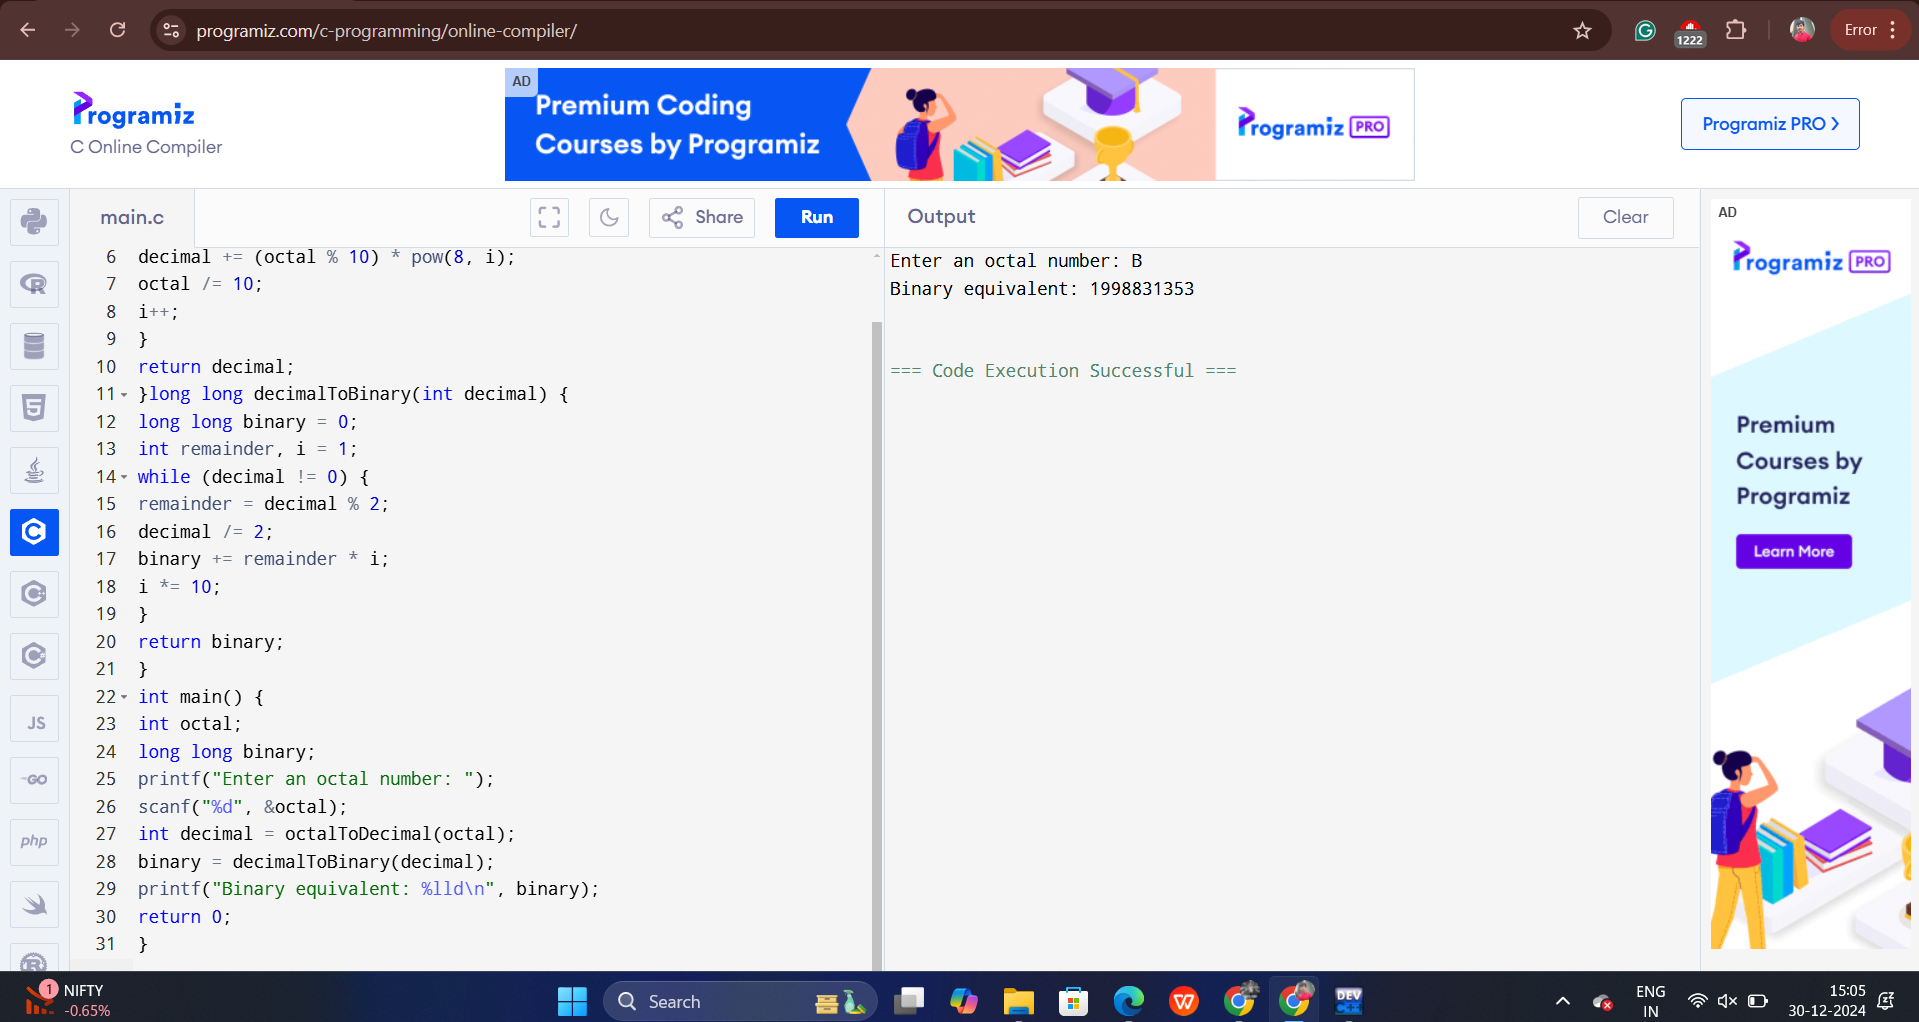 programiz.com/c-programming/online-compiler/
1222
Error
Programiz
C Online Compiler
AD
Premium Coding
Courses by Programiz
Programiz PRO
Programiz PRO >
main.c
Share
Run
Output
Clear
6 decimal += (octal % 10) * pow(8, i);
7 octal /= 10;
8 i++;
9 }
10 return decimal;
11 }long long decimalToBinary(int decimal) {
12 long long binary = 0;
13 int remainder, i = 1;
14 while (decimal != 0) {
15 remainder = decimal % 2;
16 decimal /= 2;
17 binary += remainder * i;
18 i *= 10;
19 }
20 return binary;
21 }
22 int main() {
23 int octal;
24 long long binary;
25 printf("Enter an octal number: ");
26 scanf("%d", &octal);
27 int decimal = octalToDecimal(octal);
28 binary = decimalToBinary(decimal);
29 printf("Binary equivalent: %lld\n", binary);
30 return 0;
31 }
Enter an octal number: B
Binary equivalent: 1998831353
=== Code Execution Successful ===
AD
Programiz PRO
Premium
Courses by
Programiz
Learn More
R
5
C
C
C
JS
GO
php
1
NIFTY
-0.65%
Search
W
DEV
C++
ENG
IN
15:05
30-12-2024